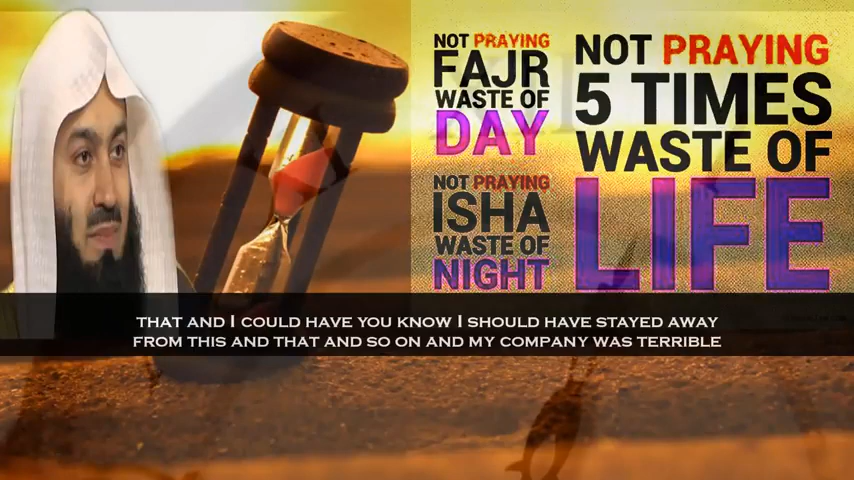 NOT PRAYING
FAJR
WASTE OF
DAY
NOT PRAYING
ISHA
WASTE OF
NIGHT
NOT PRAYING
5 TIMES
WASTE OF
LIFE
THAT AND I COULD HAVE YOU KNOW I SHOULD HAVE STAYED AWAY
FROM THIS AND THAT AND SO ON AND MY COMPANY WAS TERRIBLE